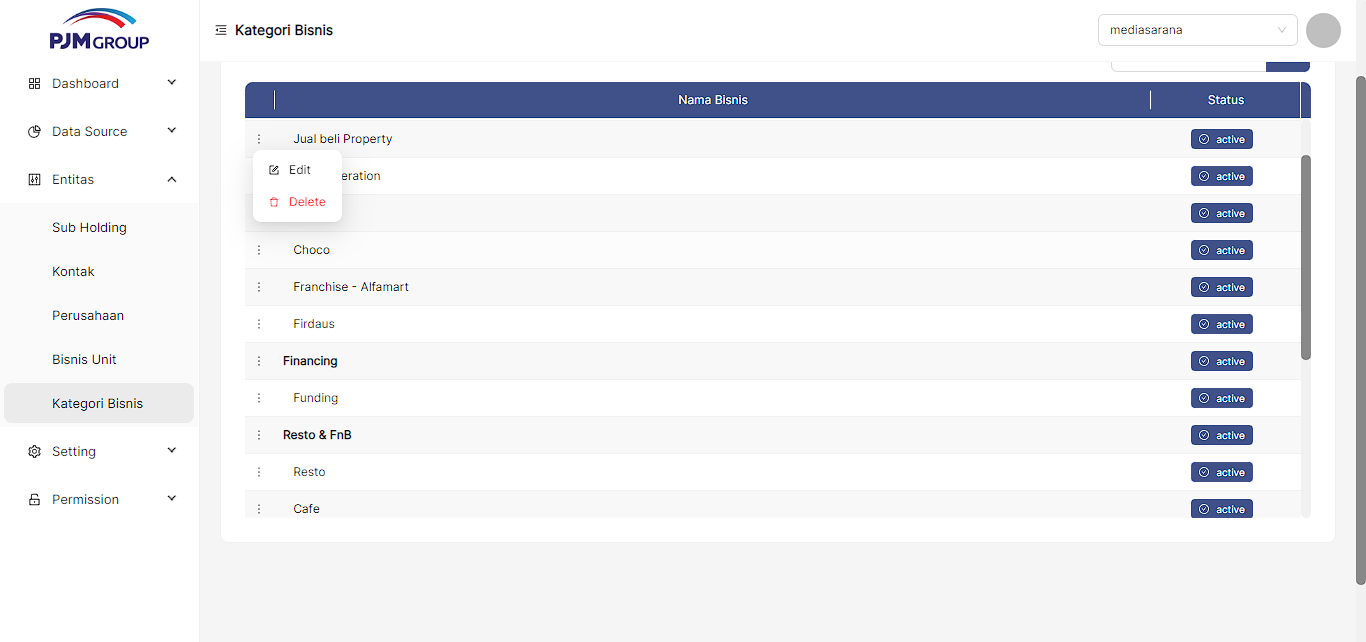 PJM GROUP
Kategori Bisnis
mediasarana
Dashboard
Data Source
Entitas
Sub Holding
Kontak
Perusahaan
Bisnis Unit
Kategori Bisnis
Setting
Permission
Nama Bisnis Status
Jual beli Property active
Edit
eration active
Delete
active
Choco active
Franchise - Alfamart active
Firdaus active
Financing active
Funding active
Resto & FnB active
Resto active
Cafe active